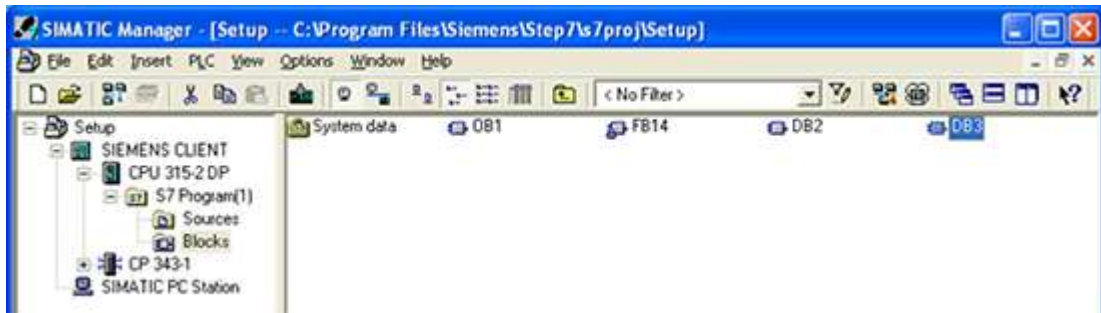 SIMATIC Manager - [Setup -- C:\Program Files\Siemens\Step7\s7proj\Setup]
File Edit Insert PLC View Options Window Help
< No Filter >
Setup
SIEMENS CLIENT
CPU 315-2 DP
S7 Program(1)
Sources
Blocks
CP 343-1
SIMATIC PC Station
System data OB1 FB14 DB2 DB3